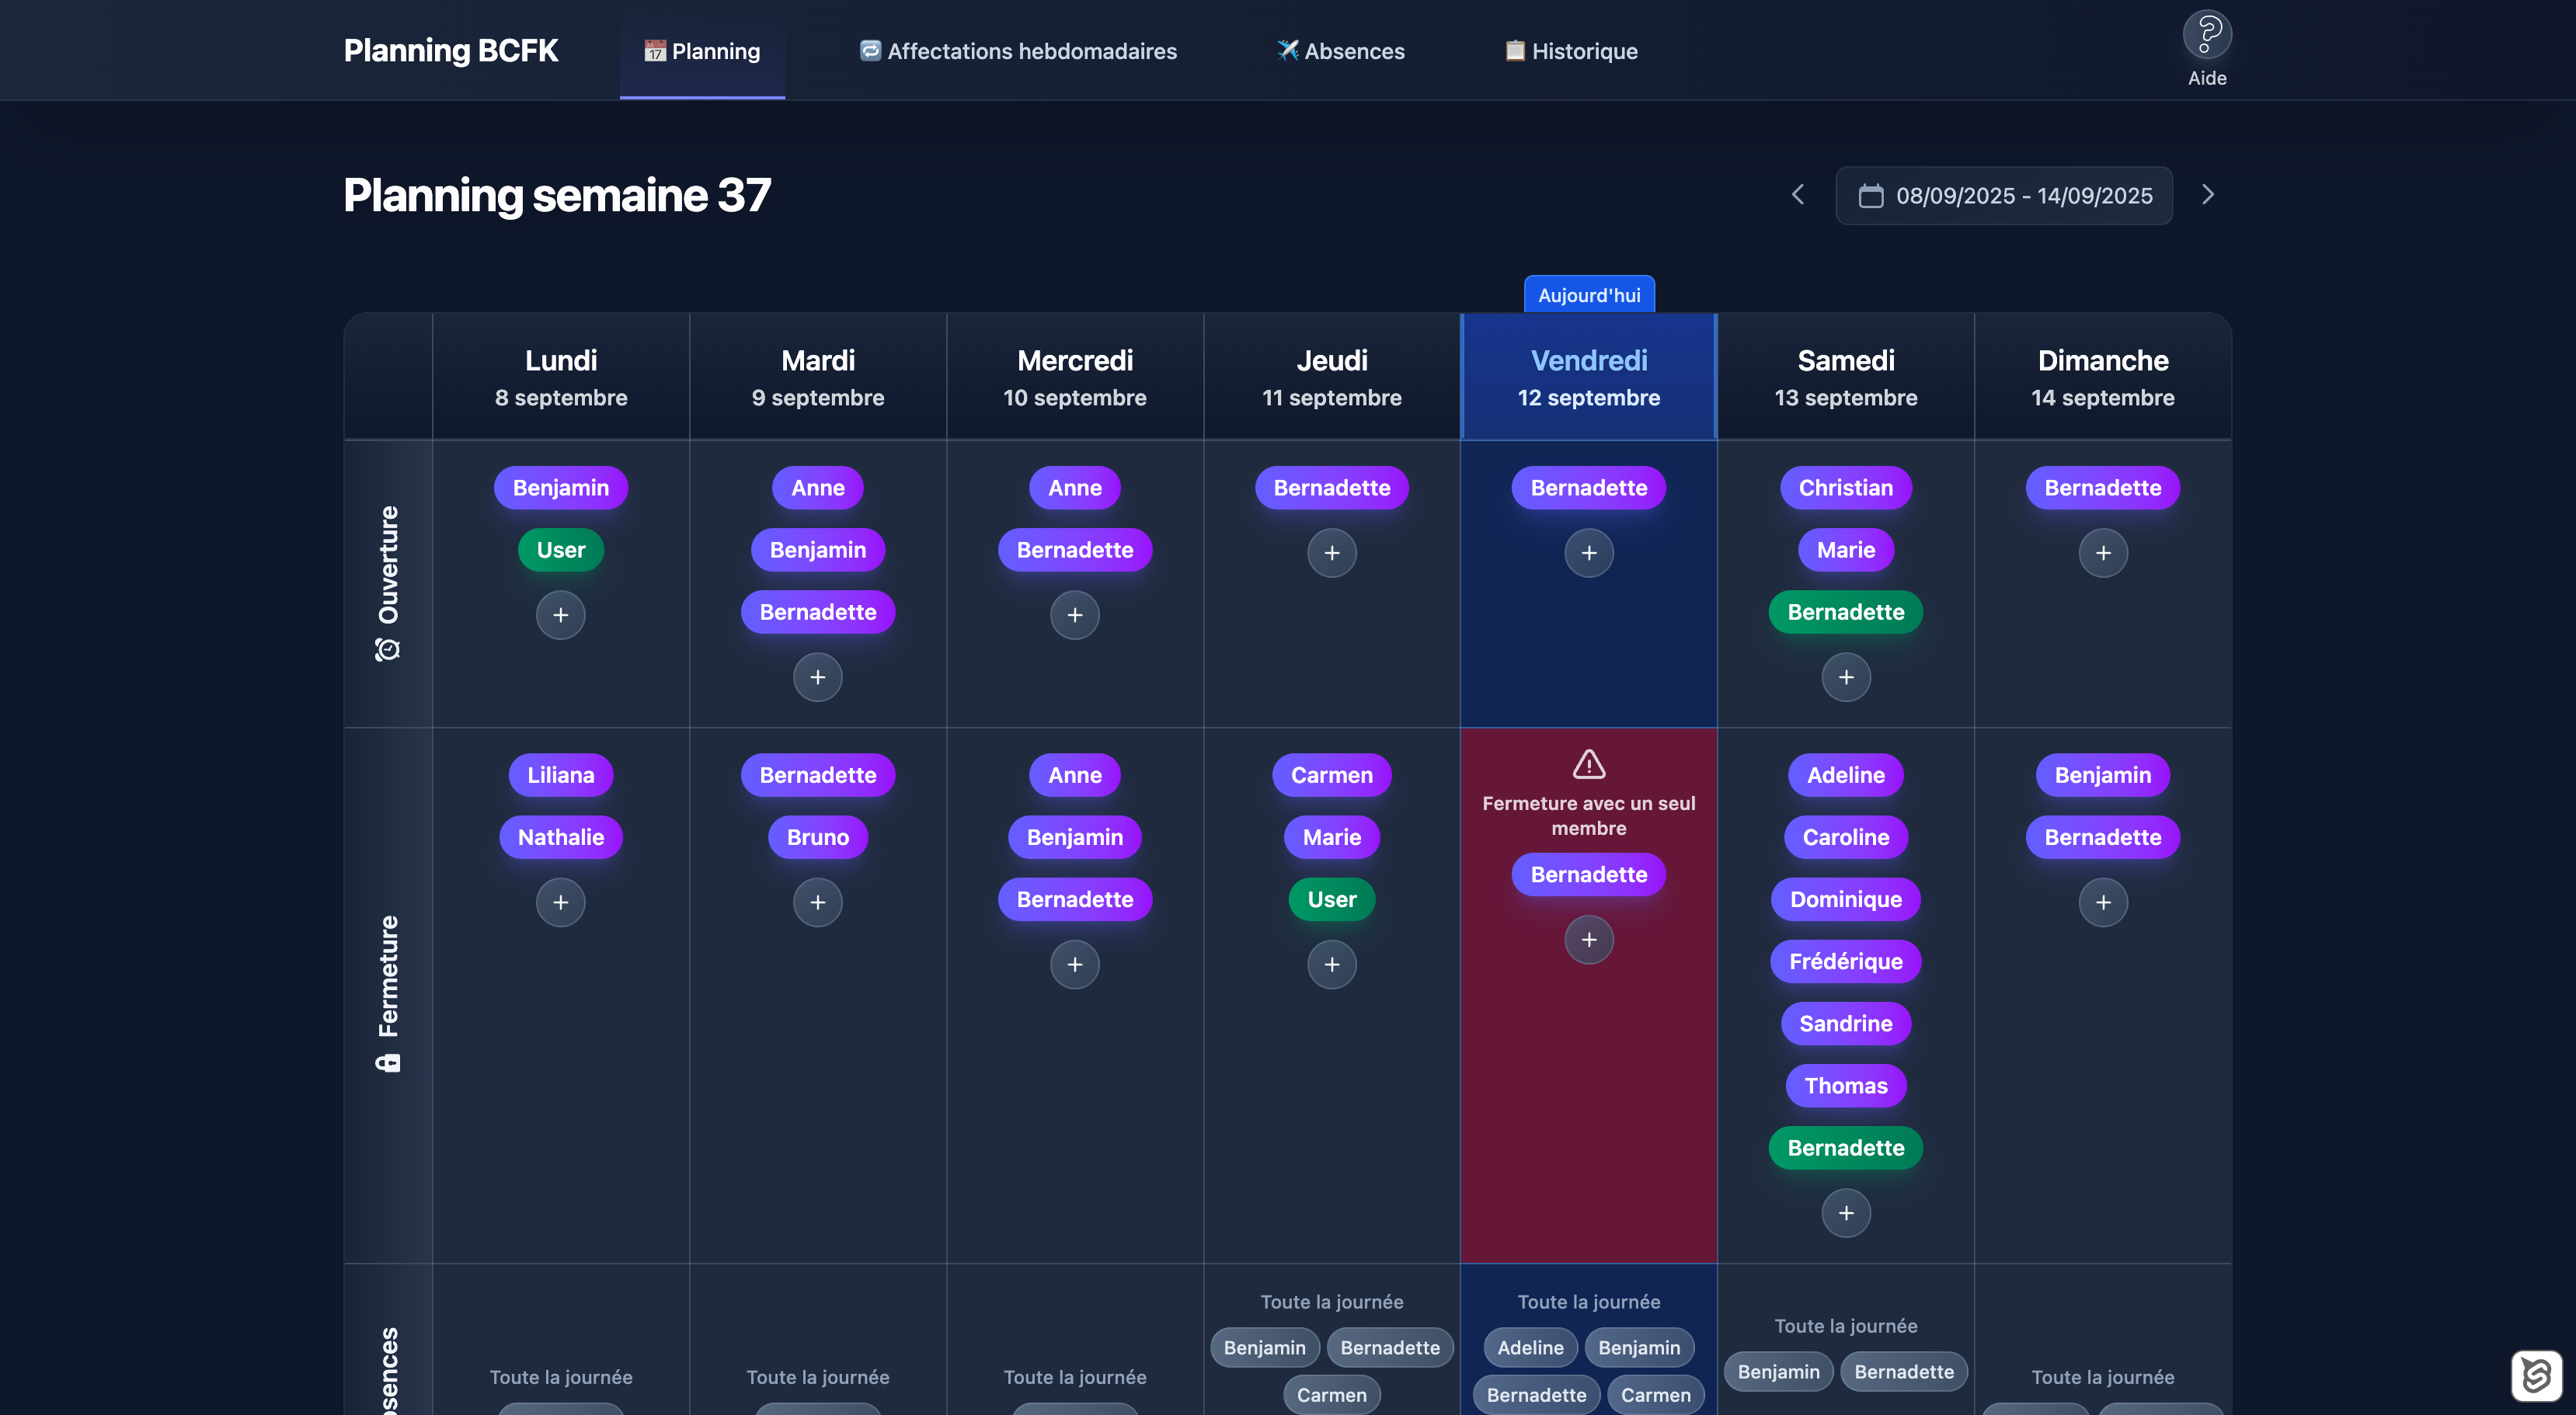 Planning BCFK
Planning
Affectations hebdomadaires
Absences
Historique
Aide
Planning semaine 37
08/09/2025 - 14/09/2025
Aujourd'hui
Lundi
8 septembre
Mardi
9 septembre
Mercredi
10 septembre
Jeudi
11 septembre
Vendredi
12 septembre
Samedi
13 septembre
Dimanche
14 septembre
Ouverture
Benjamin
User
+
Anne
Benjamin
Bernadette
+
Anne
Bernadette
+
Bernadette
+
Bernadette
+
Christian
Marie
Bernadette
+
Bernadette
+
Fermeture
Liliana
Nathalie
+
Bernadette
Bruno
+
Anne
Benjamin
Bernadette
+
Carmen
Marie
User
+
Fermeture avec un seul
membre
Bernadette
+
Adeline
Caroline
Dominique
Frédérique
Sandrine
Thomas
Bernadette
+
Benjamin
Bernadette
+
sences
Toute la journée
Toute la journée
Toute la journée
Toute la journée
Benjamin Bernadette
Carmen
Toute la journée
Adeline Benjamin
Bernadette Carmen
Toute la journée
Benjamin Bernadette
Toute la journée